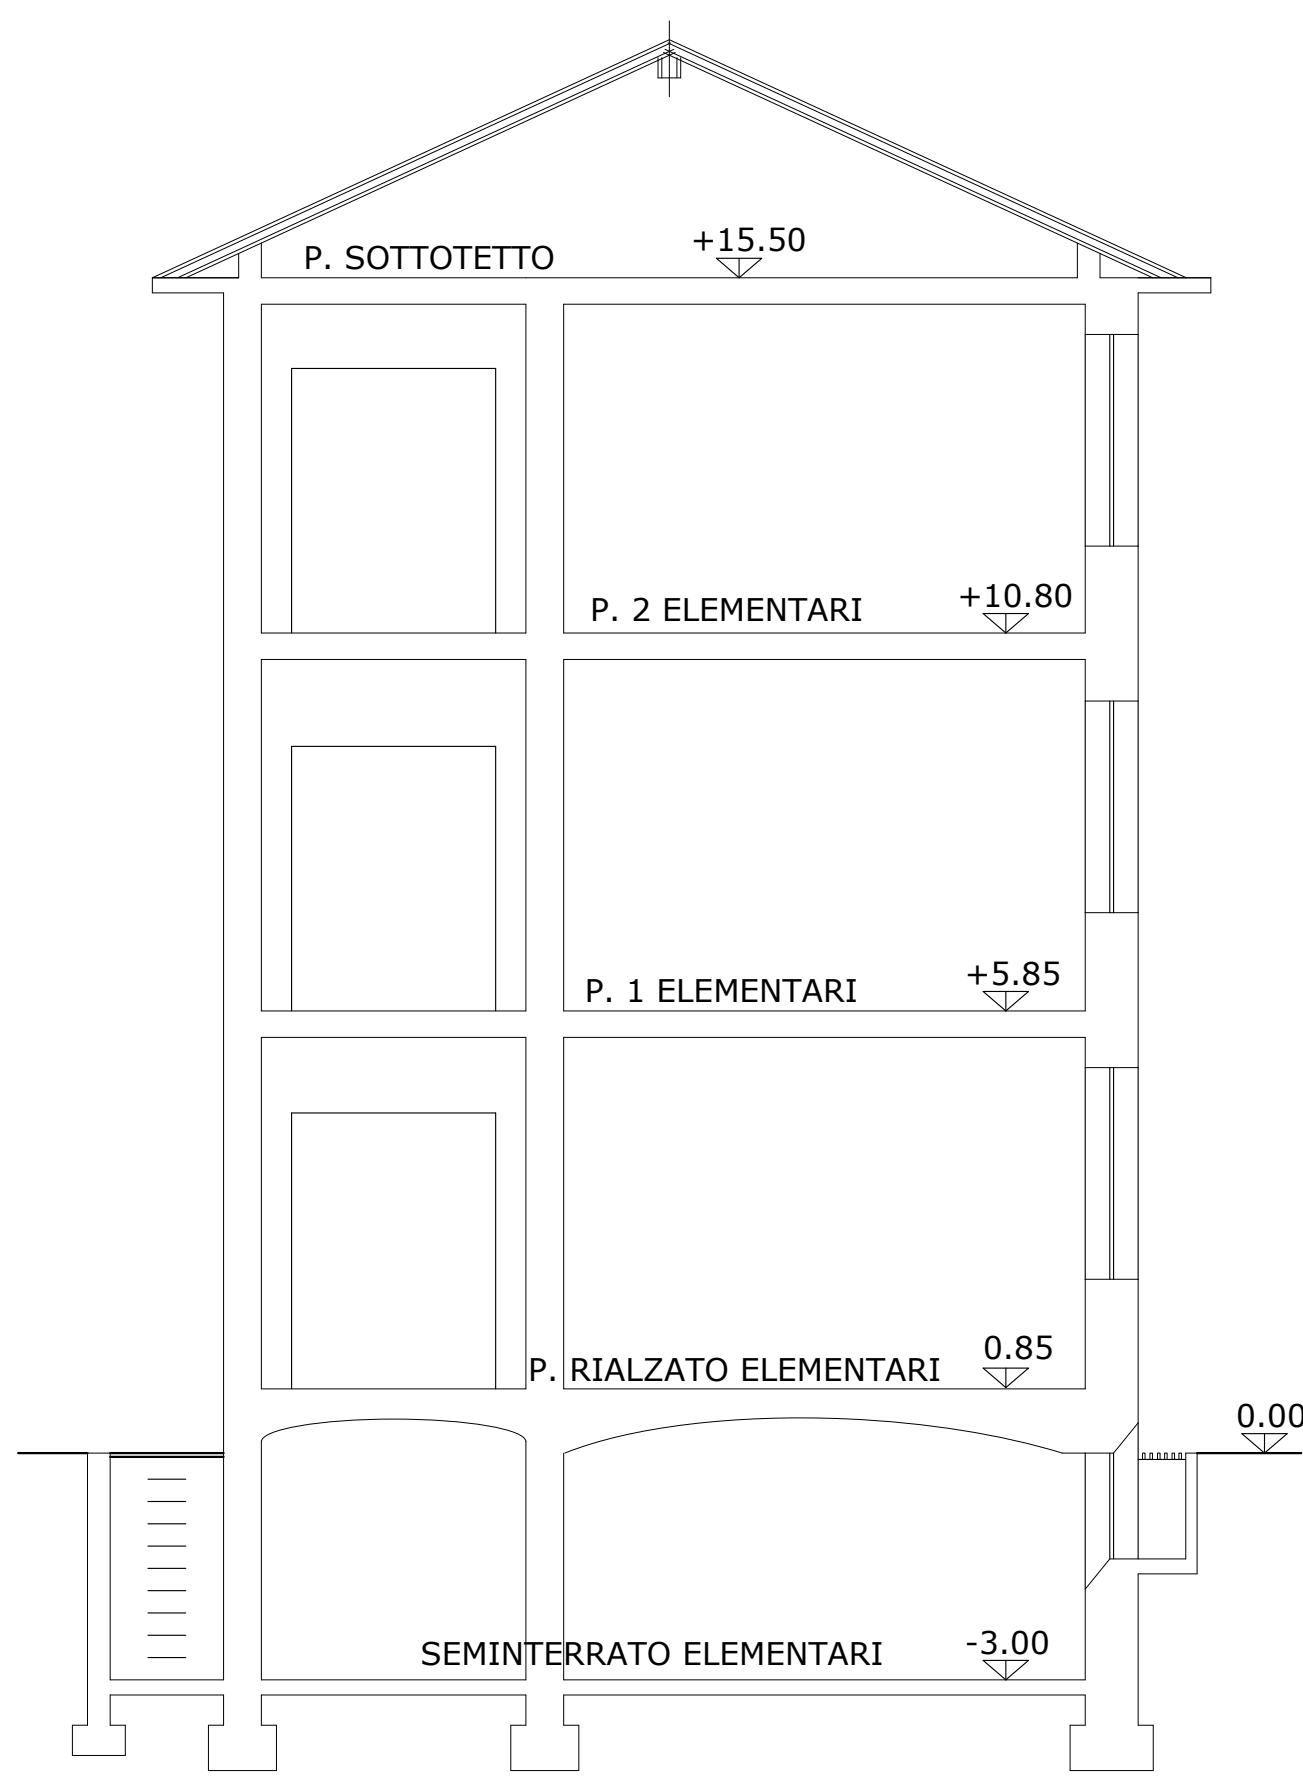 +15.50
P. SOTTOTETTO
+10.80
P. 2 ELEMENTARI
+5.85
P. 1 ELEMENTARI
0.85
P. RIALZATO ELEMENTARI
0.00
-3.00
SEMINTERRATO ELEMENTARI